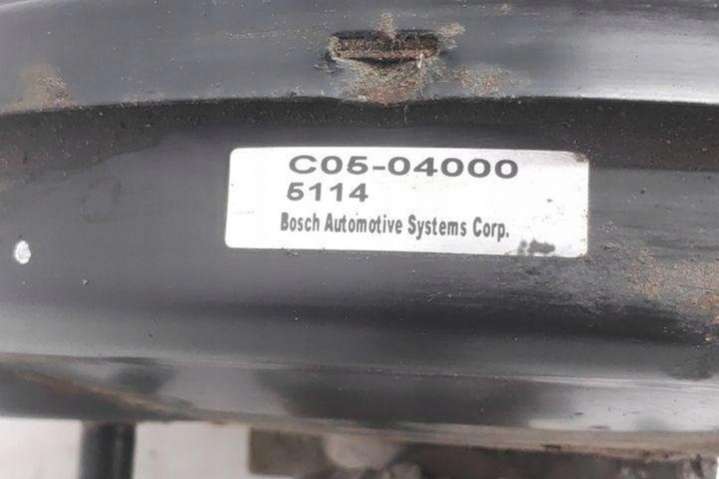 C05-04000
5114
Bosch Automotive Systems Corp.